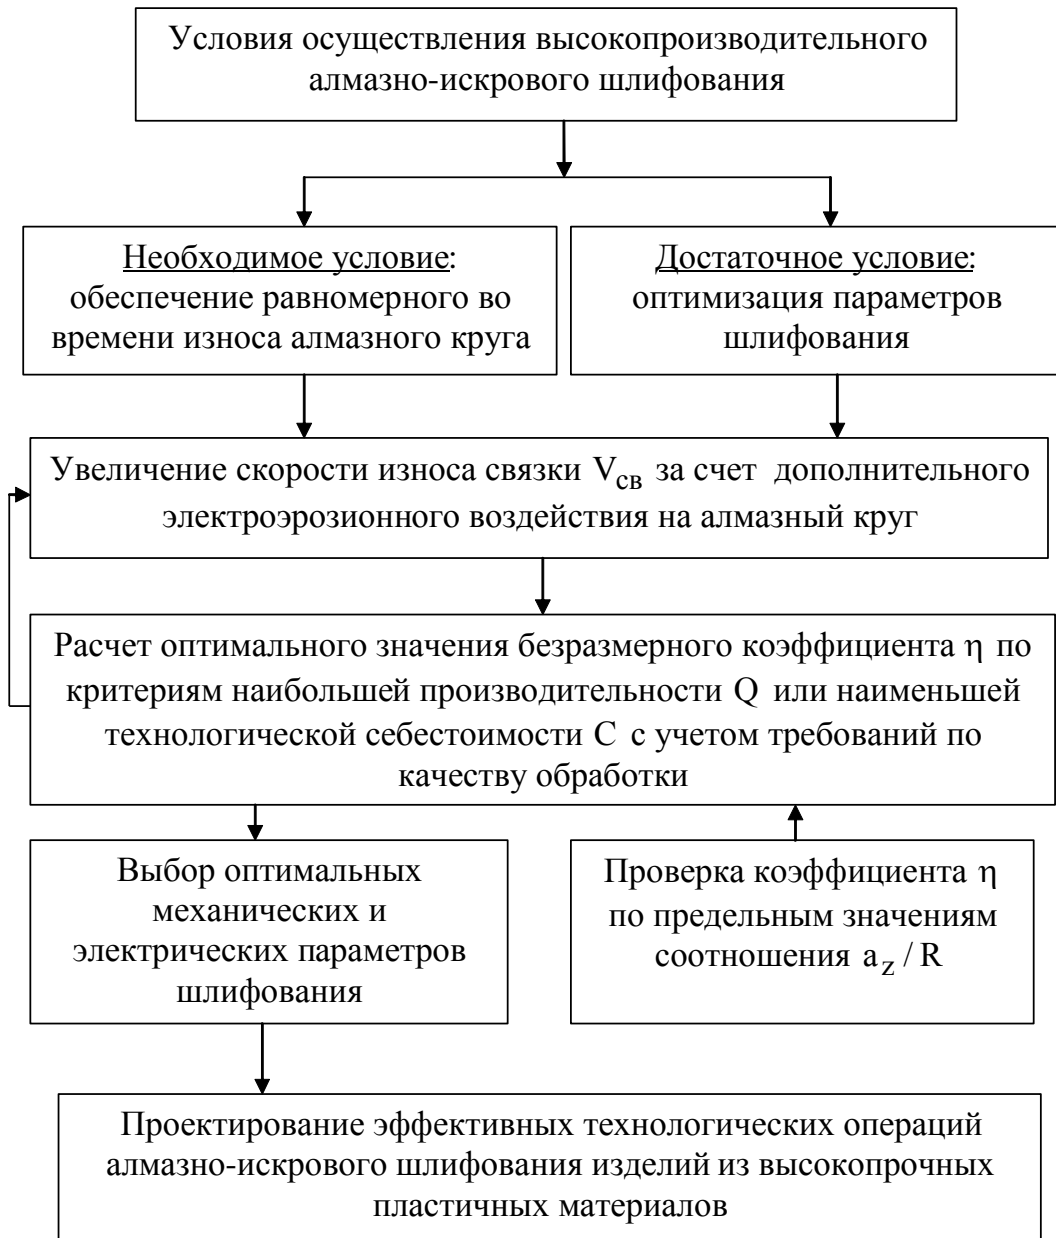 Условия осуществления высокопроизводительного
алмазно-искрового шлифования
Необходимое условие:
обеспечение равномерного во
времени износа алмазного круга
Достаточное условие:
оптимизация параметров
шлифования
Увеличение скорости износа связки Vсв за счет дополнительного
электроэрозионного воздействия на алмазный круг
Расчет оптимального значения безразмерного коэффициента η по
критериям наибольшей производительности Q или наименьшей
технологической себестоимости C с учетом требований по
качеству обработки
Выбор оптимальных
механических и
электрических параметров
шлифования
Проверка коэффициента η
по предельным значениям
соотношения az / R
Проектирование эффективных технологических операций
алмазно-искрового шлифования изделий из высокопрочных
пластичных материалов